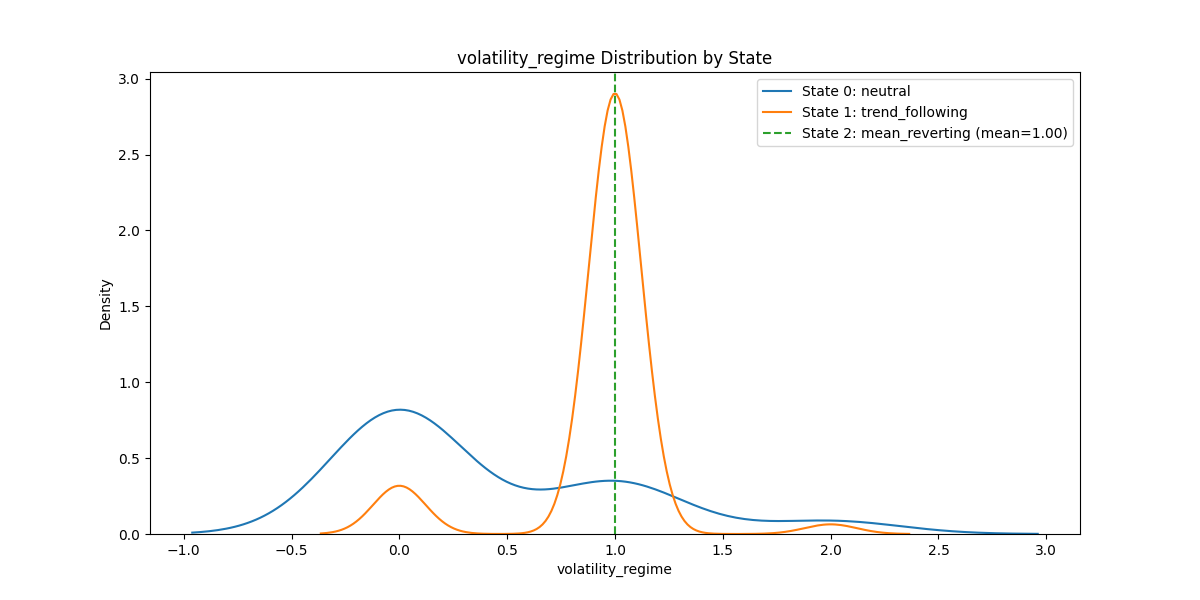 volatility_regime Distribution by State
State 0: neutral
State 1: trend_following
State 2: mean_reverting (mean=1.00)
Density
3.0
2.5
2.0
1.5
1.0
0.5
0.0
−1.0 −0.5 0.0 0.5 1.0 1.5 2.0 2.5 3.0
volatility_regime